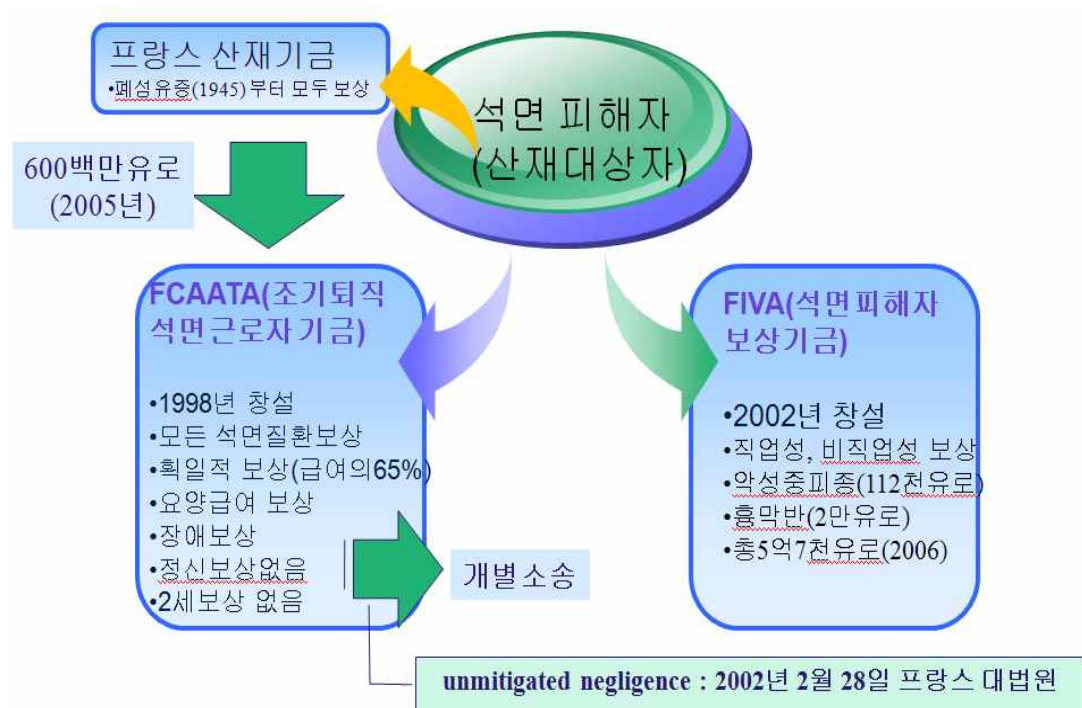 프랑스 산재기금
•폐섬유증(1945)부터 모두 보상
석면 피해자
(산재대상자)
600백만유로
(2005년)
FCAATA(조기퇴직
석면근로자기금)
•1998년 창설
•모든 석면질환보상
•획일적 보상(급여의65%)
•요양급여 보상
•장애보상
•정신보상없음
•2세보상 없음
개별소송
FIVA(석면피해자
보상기금)
•2002년 창설
•직업성, 비직업성 보상
•악성중피종(112천유로)
•흉막반(2만유로)
•총5억7천유로(2006)
unmitigated negligence : 2002년 2월 28일 프랑스 대법원